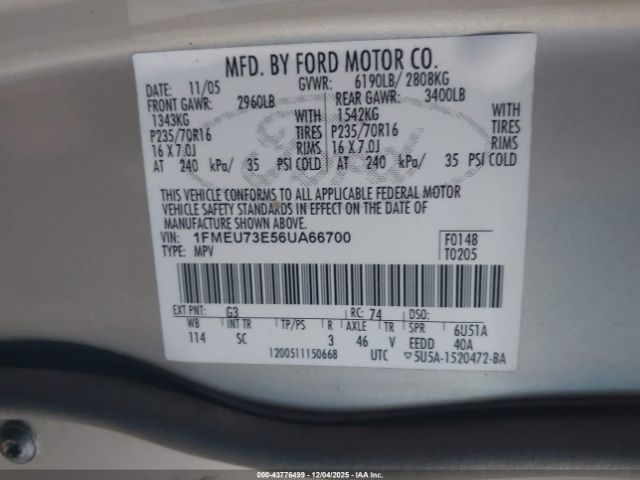 MFD. BY FORD MOTOR CO.
DATE: 11/05 GVWR: 6190LB/ 2808KG
FRONT GAWR: 2960LB REAR GAWR: 3400LB
1343KG WITH 1542KG WITH
P235/70R16 TIRES P235/70R16 TIRES
16 X 7.0J RIMS 16 X 7.0J RIMS
AT 240 kPa/ 35 PSI COLD AT 240 kPa/ 35 PSI COLD
THIS VEHICLE CONFORMS TO ALL APPLICABLE FEDERAL MOTOR
VEHICLE SAFETY STANDARDS IN EFFECT ON THE DATE OF
MANUFACTURE SHOWN ABOVE.
VIN: 1FMEU73E56UA66700 F0148
TYPE: MPV T0205
EXT PNT: G3 RC: 74 DSO:
WB INT TR TP/PS R AXLE TR SPR 6U51A
114 SC 3 46 V EEDD 40A
1200511150668 UTC ▽5U5A-1520472-BA
000-43776499 - 12/04/2025 - IAA Inc.